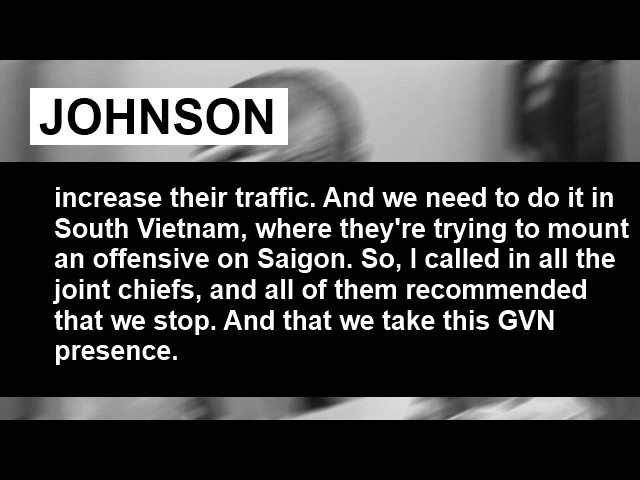 JOHNSON
increase their traffic. And we need to do it in
South Vietnam, where they're trying to mount
an offensive on Saigon. So, I called in all the
joint chiefs, and all of them recommended
that we stop. And that we take this GVN
presence.